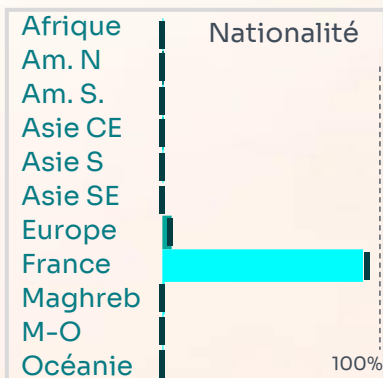 Nationalité
Afrique
Am. N
Am. S.
Asie CE
Asie S
Asie SE
Europe
France
Maghreb
M-O
Océanie
100%